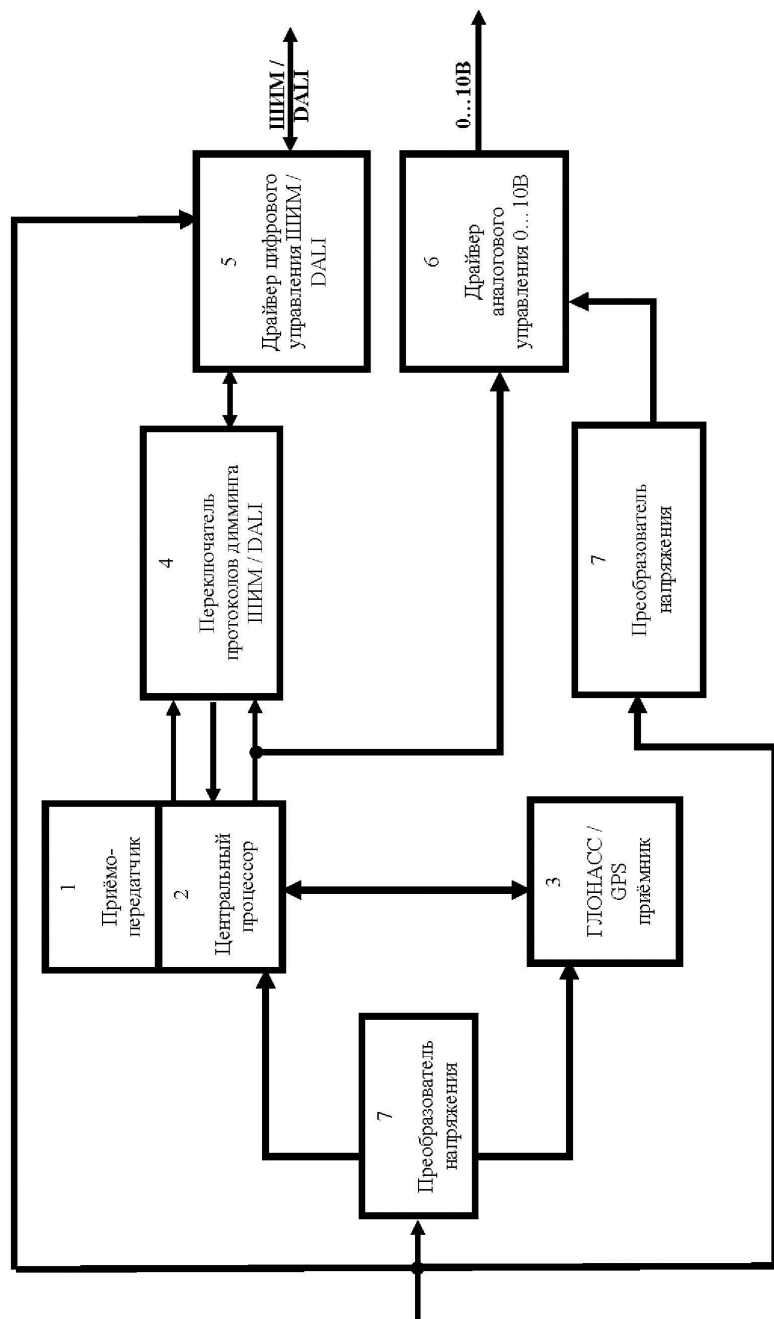 1
Приёмо-
передатчик
2
Центральный
процессор
3
ГЛОНАСС /
GPS
приёмник
4
Переключатель
протоколов димминга
ШИМ / DALI
5
Драйвер цифрового
управления ШИМ /
DALI
ШИМ /
DALI
6
Драйвер
аналогового
управления 0... 10В
0...10В
7
Преобразователь
напряжения
7
Преобразователь
напряжения